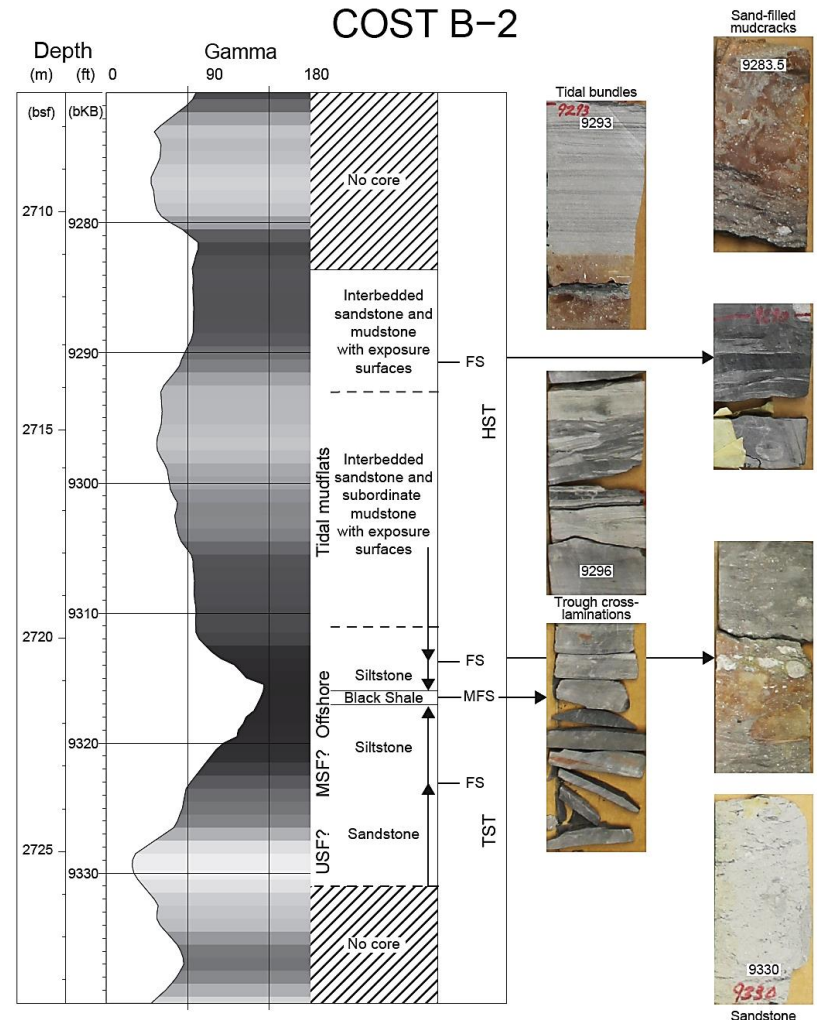 COST B−2
Depth
(m) (ft)
Gamma
0 90 180
(bsf) (bKB)
2710
2715
2720
2725
9280
9290
9300
9310
9320
9330
No core
Interbedded
sandstone and
mudstone
with exposure
surfaces
Interbedded
sandstone and
subordinate
mudstone
with exposure
surfaces
Siltstone
Black Shale
Siltstone
Sandstone
No core
Tidal mudflats
Offshore
MSF?
USF?
FS
FS
MFS
FS
HST
TST
Tidal bundles
9293
9293
9296
Trough cross-
laminations
Sand-filled
mudcracks
9283.5
9290
9330
9330
Sandstone